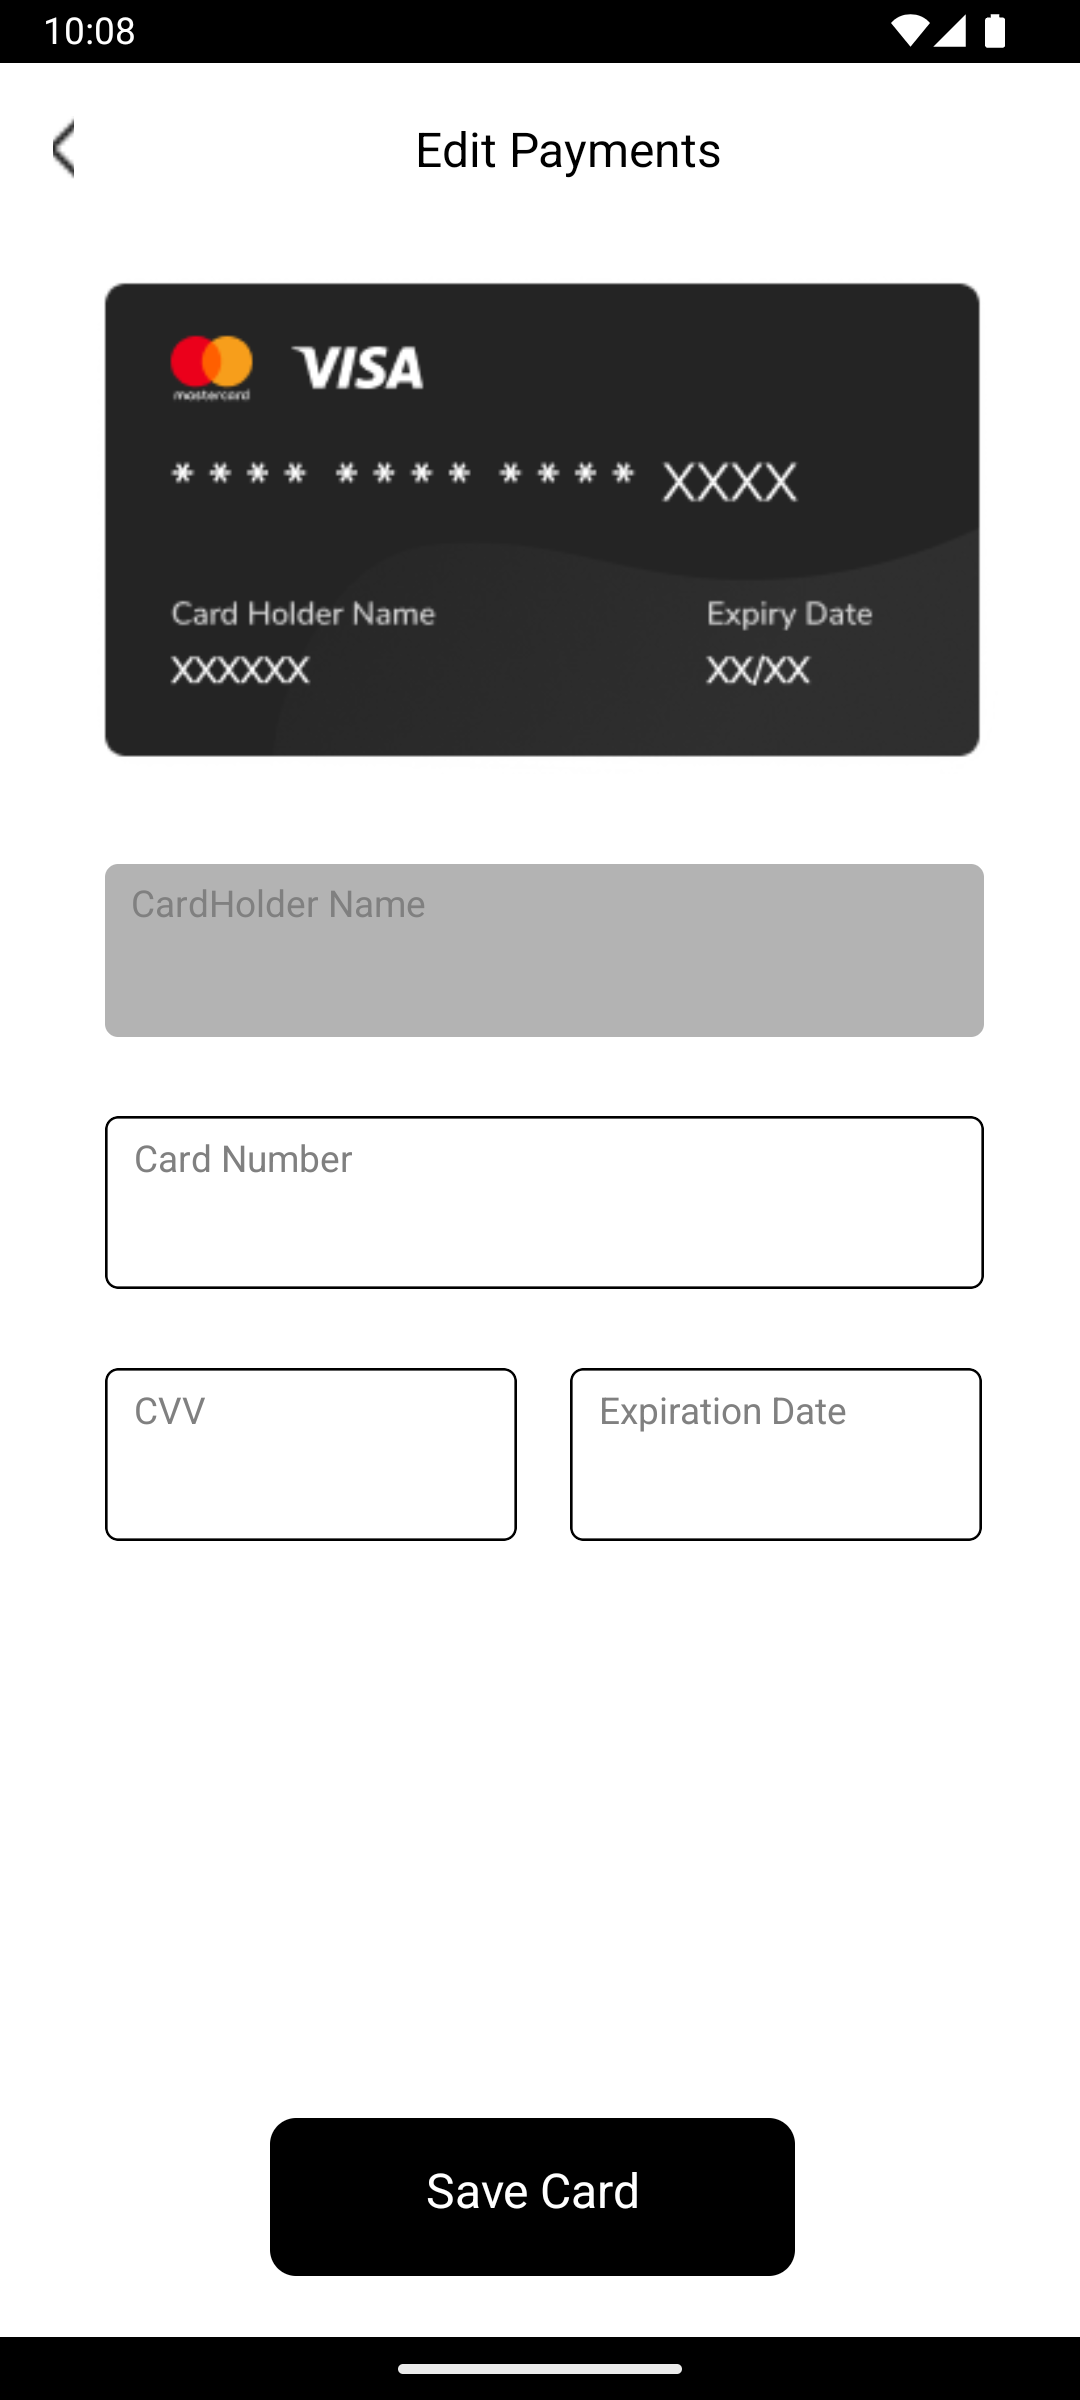 10:08
Edit Payments
mastercard VISA
* * * * * * * * * * * * XXXX
Card Holder Name Expiry Date
XXXXXX XX/XX
CardHolder Name
Card Number
CVV Expiration Date
Save Card